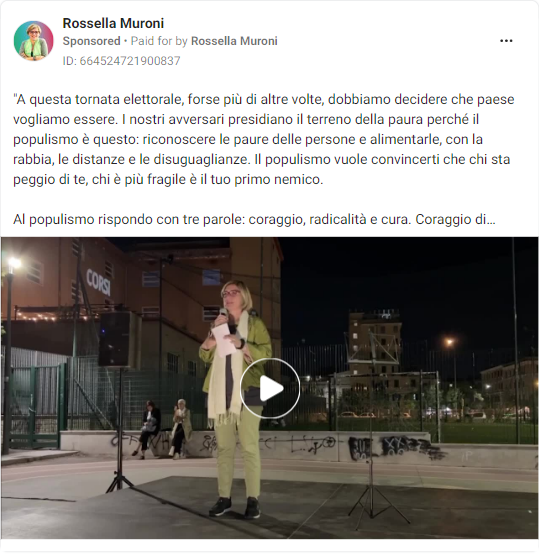 Rossella Muroni
Sponsored • Paid for by Rossella Muroni
ID: 664524721900837
"A questa tornata elettorale, forse più di altre volte, dobbiamo decidere che paese
vogliamo essere. I nostri avversari presidiano il terreno della paura perché il
populismo è questo: riconoscere le paure delle persone e alimentarle, con la
rabbia, le distanze e le disuguaglianze. Il populismo vuole convincerti che chi sta
peggio di te, chi è più fragile è il tuo primo nemico.
Al populismo rispondo con tre parole: coraggio, radicalità e cura. Coraggio di…
CORSI